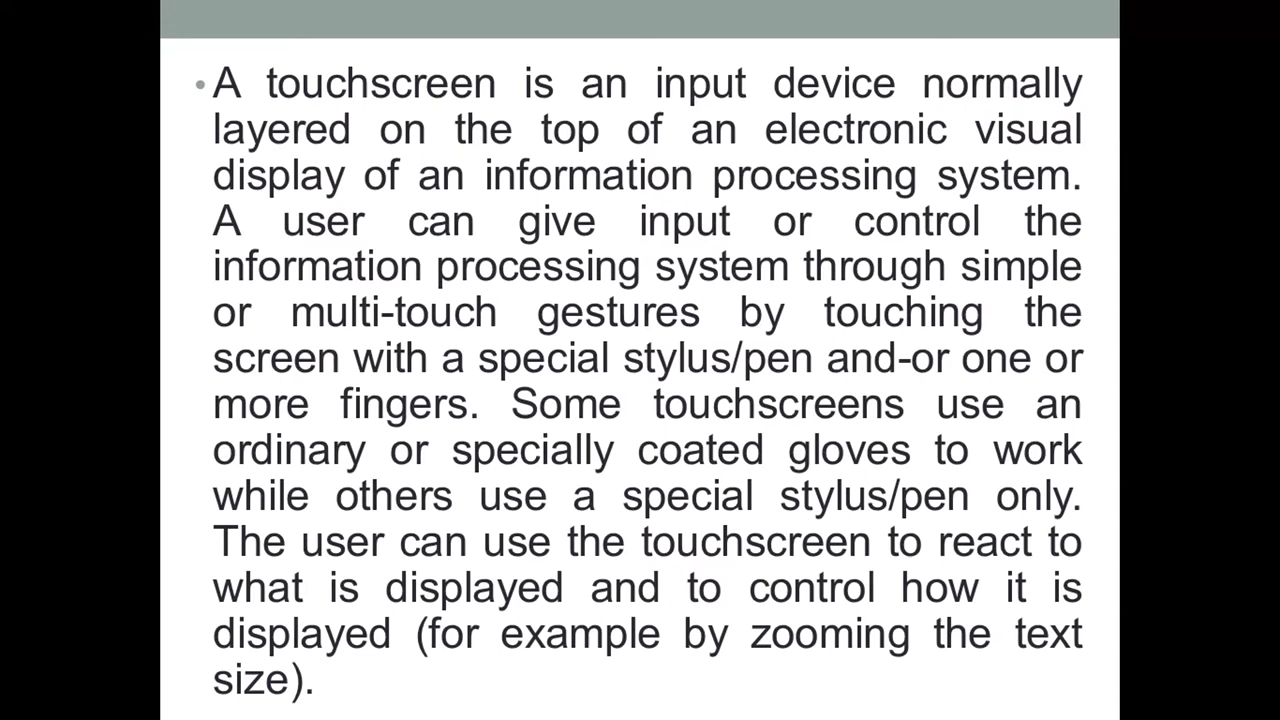 • A touchscreen is an input device normally
layered on the top of an electronic visual
display of an information processing system.
A user can give input or control the
information processing system through simple
or multi-touch gestures by touching the
screen with a special stylus/pen and-or one or
more fingers. Some touchscreens use an
ordinary or specially coated gloves to work
while others use a special stylus/pen only.
The user can use the touchscreen to react to
what is displayed and to control how it is
displayed (for example by zooming the text
size).